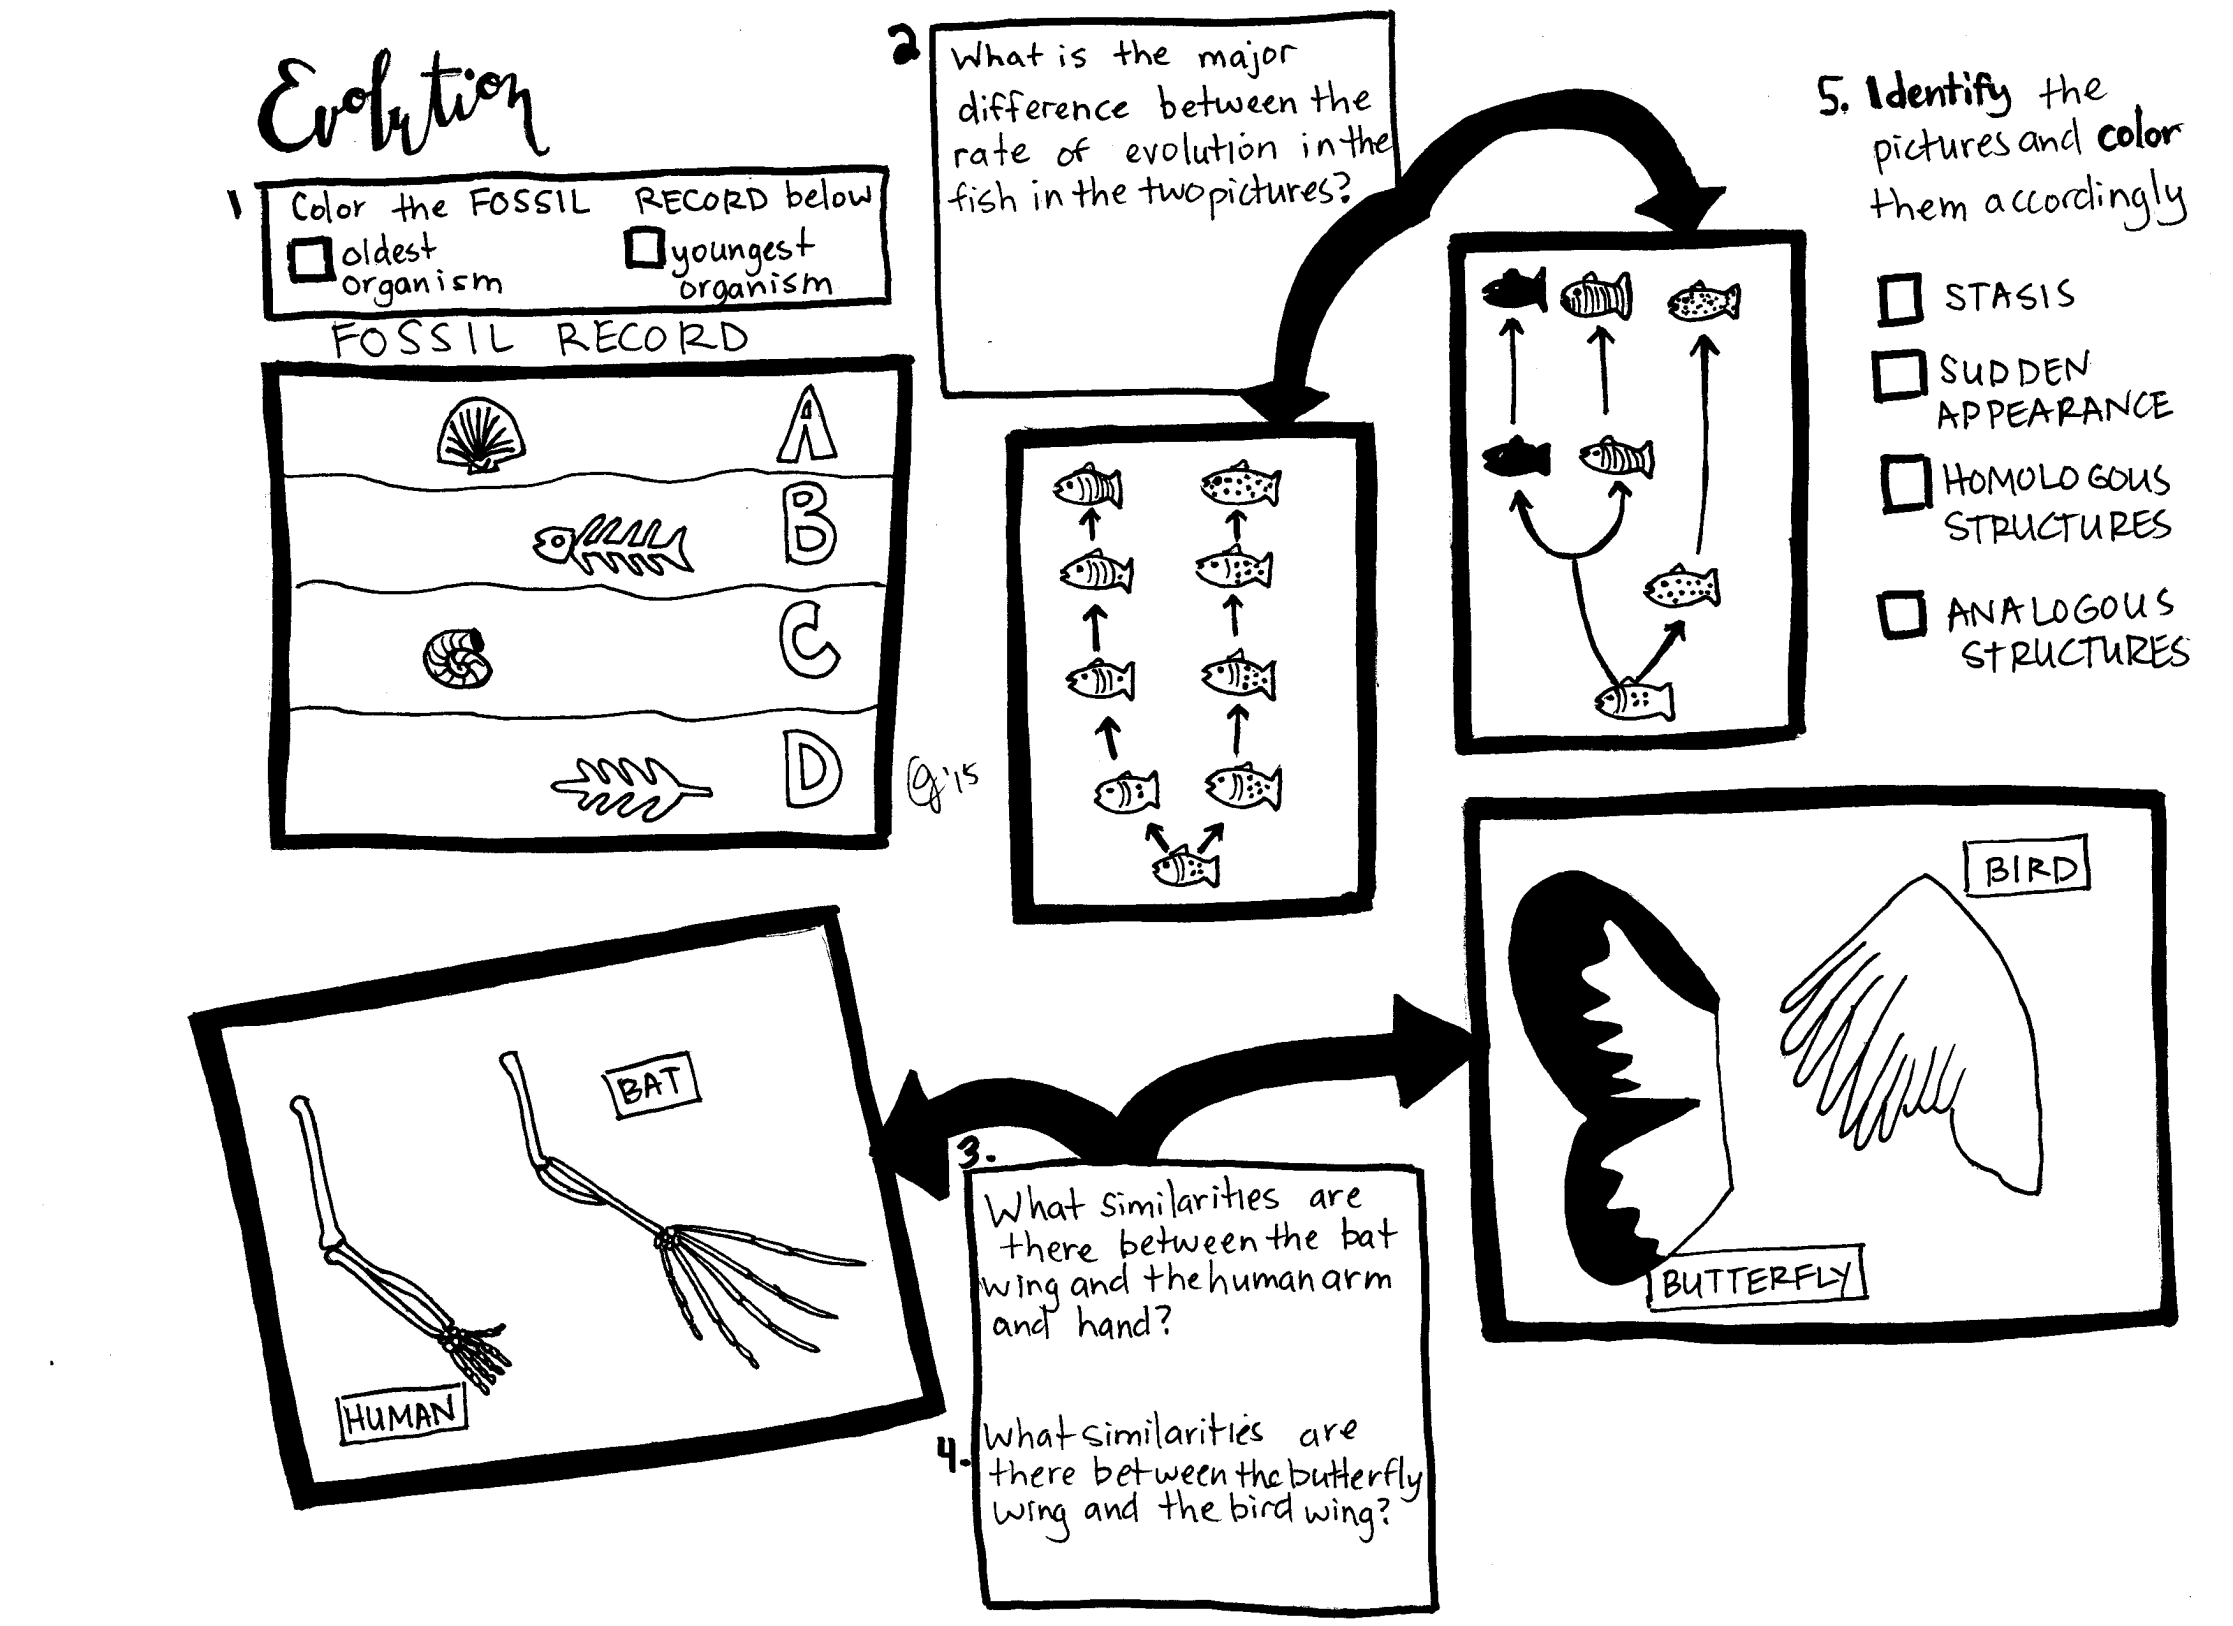 Evolution
1
Color the FOSSIL RECORD below
oldest organism
youngest organism
FOSSIL RECORD
A
B
C
D
2
What is the major
difference between the
rate of evolution in the
fish in the two pictures?
5. Identify the
pictures and color
them accordingly
STASIS
SUDDEN
APPEARANCE
HOMOLOGOUS
STRUCTURES
ANALOGOUS
STRUCTURES
'15
BAT
HUMAN
BIRD
BUTTERFLY
3.
What similarities are
there between the bat
wing and the human arm
and hand?
4.
What similarities are
there between the butterfly
wing and the bird wing?